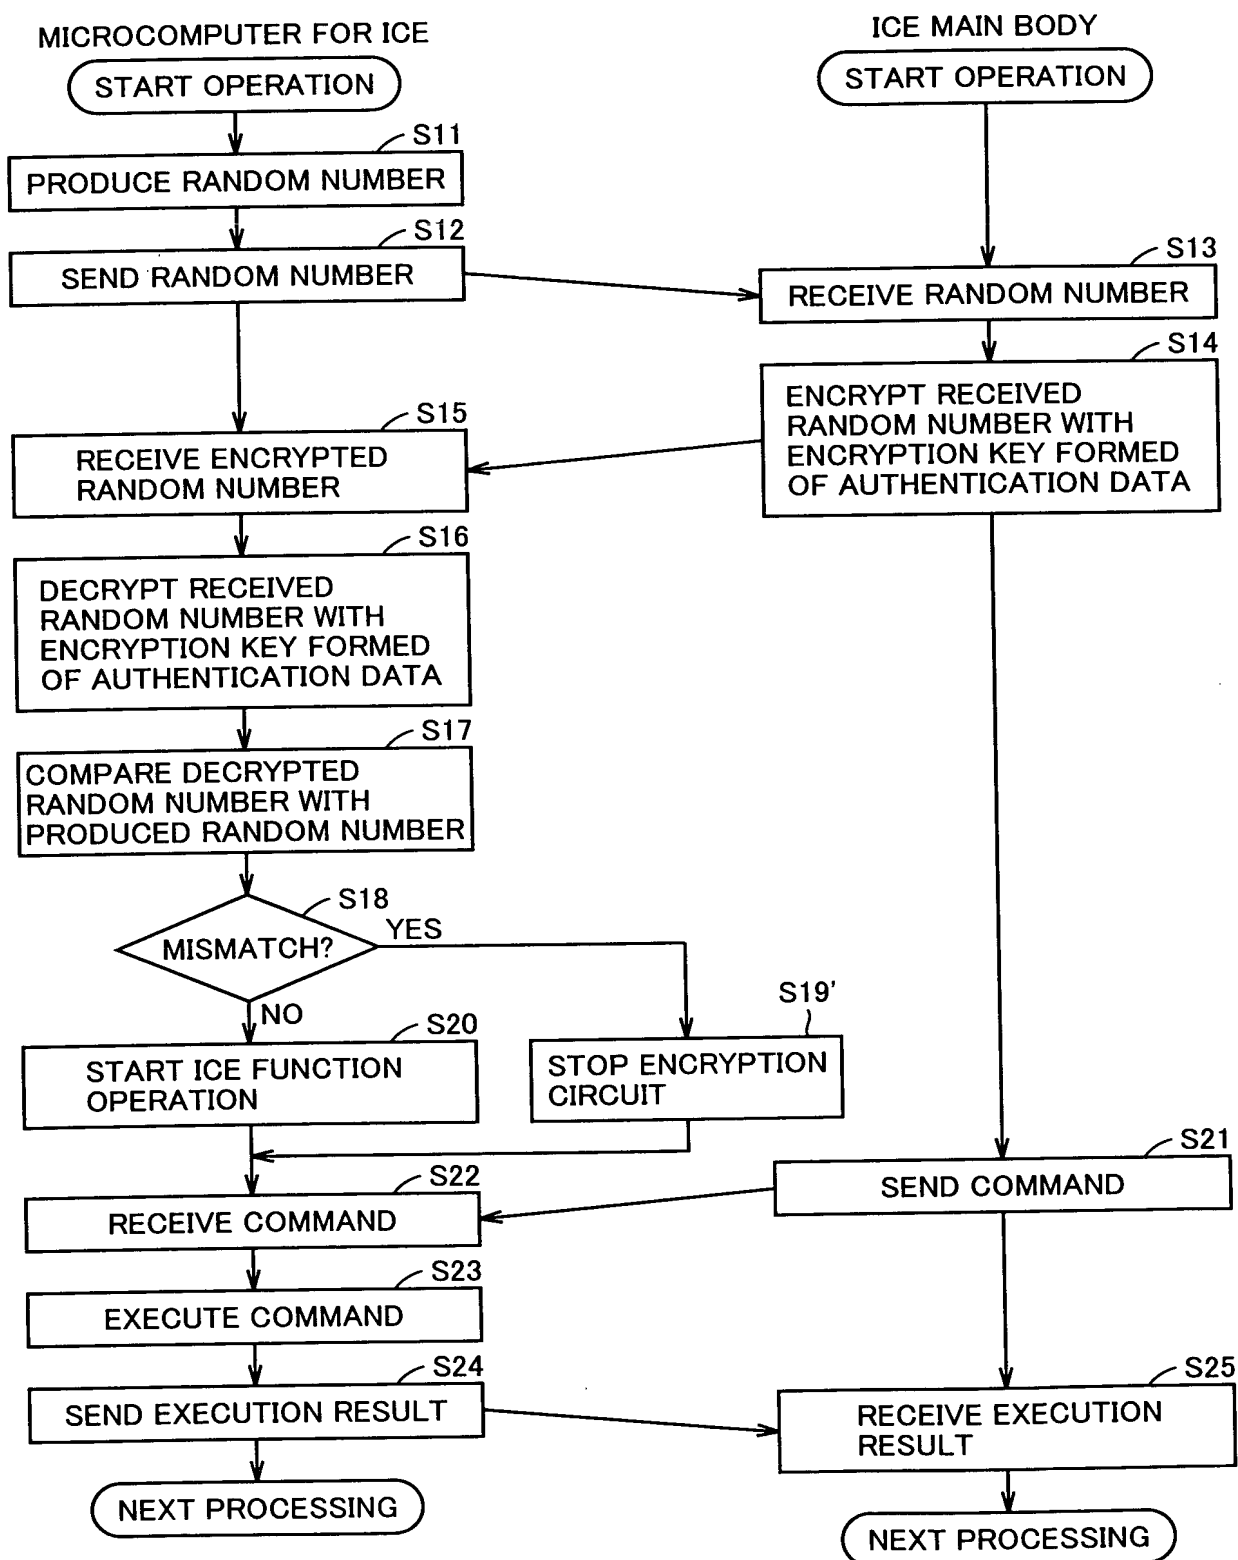 MICROCOMPUTER FOR ICE
ICE MAIN BODY
START OPERATION
START OPERATION
S11
PRODUCE RANDOM NUMBER
S12
SEND RANDOM NUMBER
S13
RECEIVE RANDOM NUMBER
S14
ENCRYPT RECEIVED
RANDOM NUMBER WITH
ENCRYPTION KEY FORMED
OF AUTHENTICATION DATA
S15
RECEIVE ENCRYPTED
RANDOM NUMBER
S16
DECRYPT RECEIVED
RANDOM NUMBER WITH
ENCRYPTION KEY FORMED
OF AUTHENTICATION DATA
S17
COMPARE DECRYPTED
RANDOM NUMBER WITH
PRODUCED RANDOM NUMBER
S18
MISMATCH?
YES
NO
S19'
STOP ENCRYPTION
CIRCUIT
S20
START ICE FUNCTION
OPERATION
S21
SEND COMMAND
S22
RECEIVE COMMAND
S23
EXECUTE COMMAND
S24
SEND EXECUTION RESULT
S25
RECEIVE EXECUTION
RESULT
NEXT PROCESSING
NEXT PROCESSING